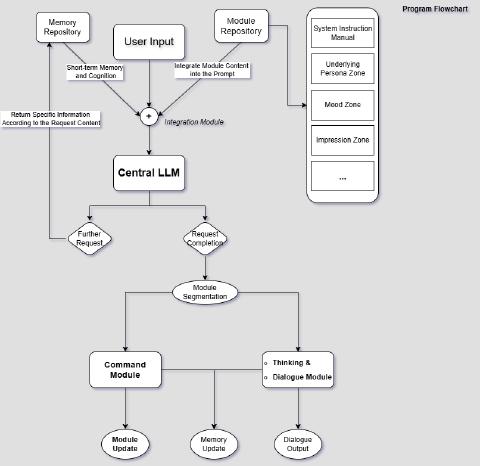 Program Flowchart
Memory
Repository
User Input
Module
Repository
System Instruction
Manual
Underlying
Persona Zone
Mood Zone
Impression Zone
...
Short-term Memory
and Cognition
Integrate Module Content
into the Prompt
Return Specific Information
According to the Request Content
+
Integration Module
Central LLM
Further
Request
Request
Completion
Module
Segmentation
Command
Module
Thinking &
Dialogue Module
Module
Update
Memory
Update
Dialogue
Output